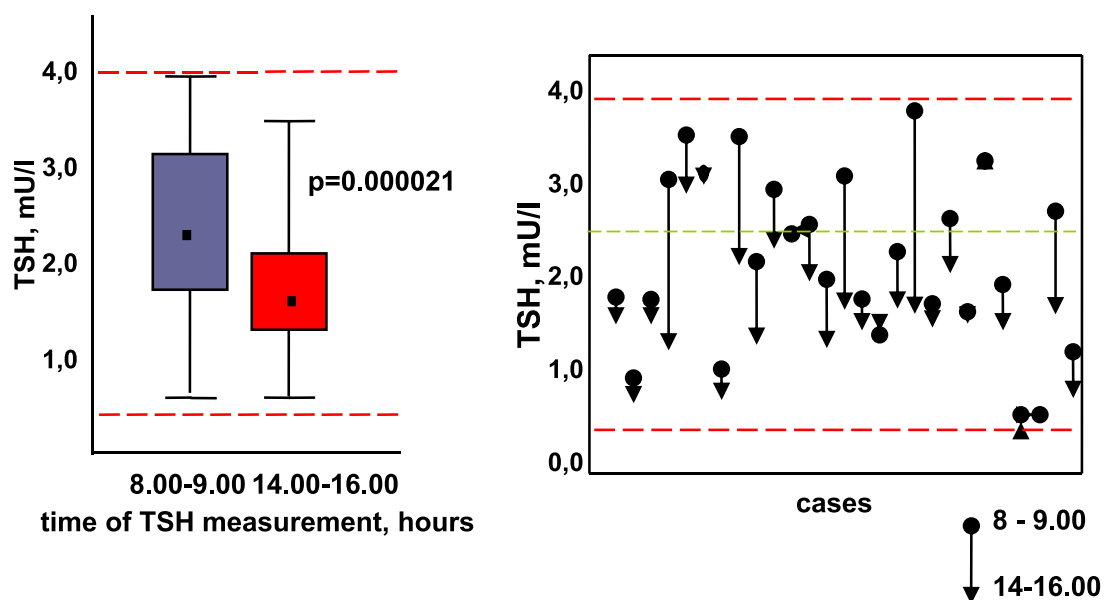 4,0
3,0
2,0
1,0
TSH, mU/l
p=0.000021
8.00-9.00 14.00-16.00
time of TSH measurement, hours
4,0
3,0
2,0
1,0
0,0
TSH, mU/l
cases
8 - 9.00
14-16.00